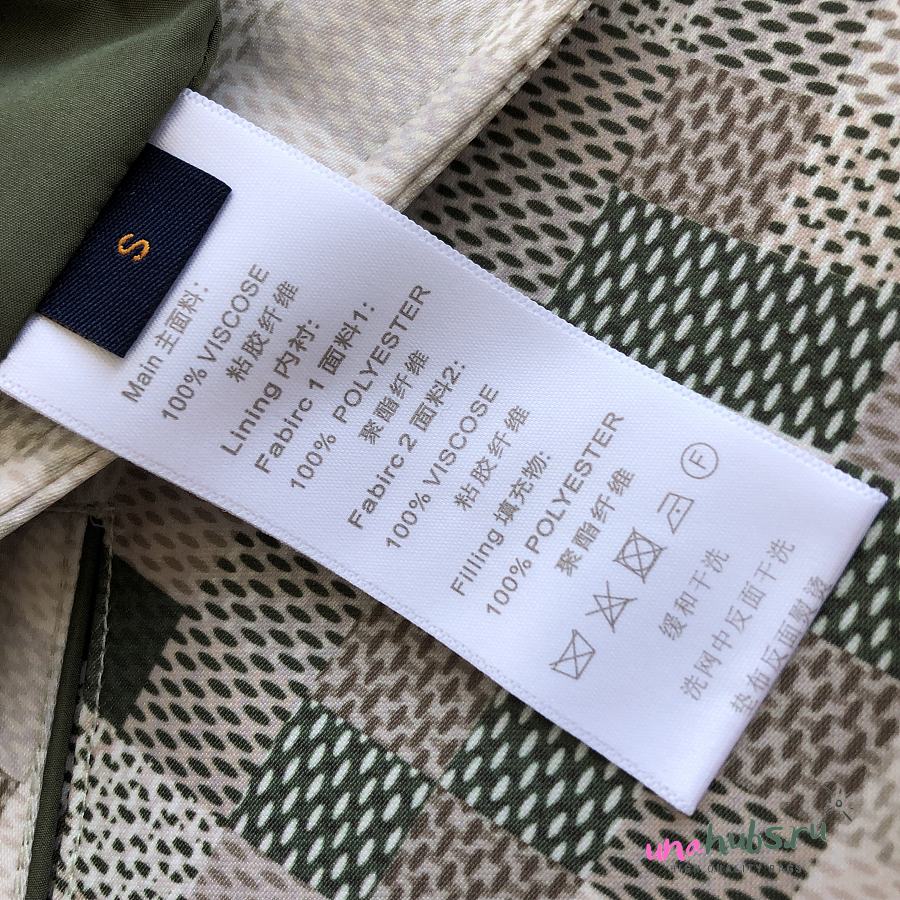 S
Main 主面料:
100% VISCOSE
粘胶纤维
Lining 内衬:
Fabirc 1 面料1:
100% POLYESTER
聚酯纤维
Fabirc 2 面料2:
100% VISCOSE
粘胶纤维
Filling 填充物:
100% POLYESTER
聚酯纤维
F
缓和干洗
洗网中反面干洗
垫布反面熨烫
unahubs.ru